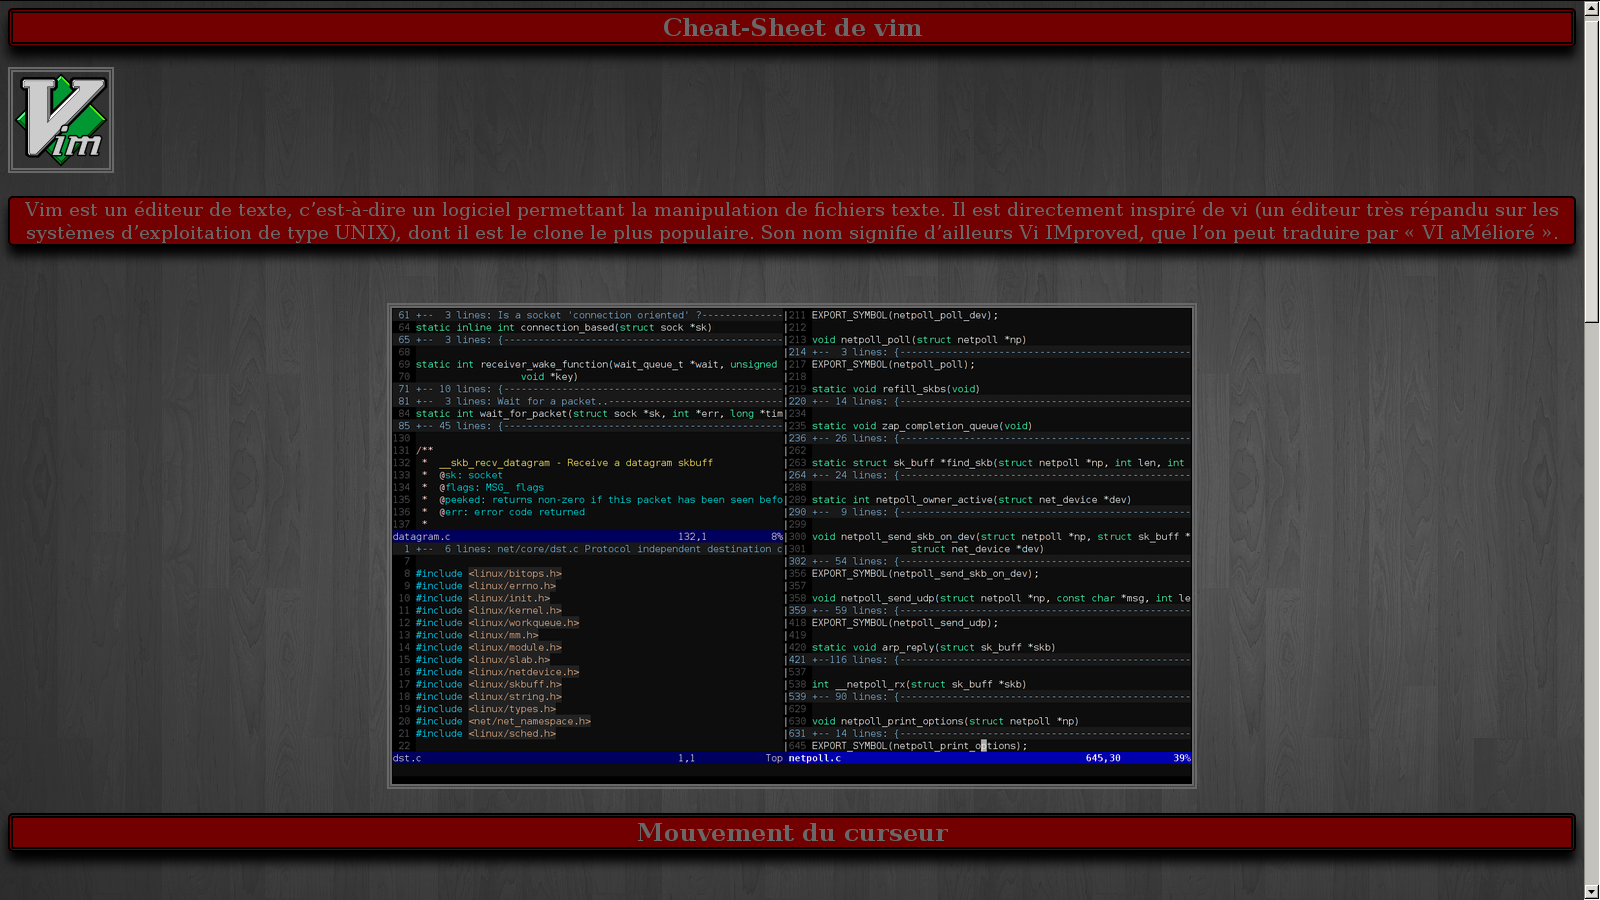 Cheat-Sheet de vim
Vim
Vim est un éditeur de texte, c’est-à-dire un logiciel permettant la manipulation de fichiers texte. Il est directement inspiré de vi (un éditeur très répandu sur les
systèmes d’exploitation de type UNIX), dont il est le clone le plus populaire. Son nom signifie d’ailleurs Vi IMproved, que l’on peut traduire par « VI aMélioré ».
61 +--  3 lines: Is a socket 'connection oriented' ?--------------
64 static inline int connection_based(struct sock *sk)
65 +--  3 lines: {------------------------------------------------
68
69 static int receiver_wake_function(wait_queue_t *wait, unsigned
70                   void *key)
71 +-- 10 lines: {------------------------------------------------
81 +--  3 lines: Wait for a packet..------------------------------
84 static int wait_for_packet(struct sock *sk, int *err, long *tim
85 +-- 45 lines: {------------------------------------------------
130
131 /**
132  *  __skb_recv_datagram - Receive a datagram skbuff
133  *  @sk: socket
134  *  @flags: MSG_ flags
135  *  @peeked: returns non-zero if this packet has been seen befo
136  *  @err: error code returned
137  *
datagram.c 132,1 8%
1 +--  6 lines: net/core/dst.c Protocol independent destination c
7
8 #include <linux/bitops.h>
9 #include <linux/errno.h>
10 #include <linux/init.h>
11 #include <linux/kernel.h>
12 #include <linux/workqueue.h>
13 #include <linux/mm.h>
14 #include <linux/module.h>
15 #include <linux/slab.h>
16 #include <linux/netdevice.h>
17 #include <linux/skbuff.h>
18 #include <linux/string.h>
19 #include <linux/types.h>
20 #include <net/net_namespace.h>
21 #include <linux/sched.h>
22
dst.c 1,1 Top
211 EXPORT_SYMBOL(netpoll_poll_dev);
212
213 void netpoll_poll(struct netpoll *np)
214 +--  3 lines: {--------------------------------------------------
217 EXPORT_SYMBOL(netpoll_poll);
218
219 static void refill_skbs(void)
220 +-- 14 lines: {--------------------------------------------------
234
235 static void zap_completion_queue(void)
236 +-- 26 lines: {--------------------------------------------------
262
263 static struct sk_buff *find_skb(struct netpoll *np, int len, int
264 +-- 24 lines: {--------------------------------------------------
288
289 static int netpoll_owner_active(struct net_device *dev)
290 +--  9 lines: {--------------------------------------------------
299
300 void netpoll_send_skb_on_dev(struct netpoll *np, struct sk_buff *
301                  struct net_device *dev)
302 +-- 54 lines: {--------------------------------------------------
356 EXPORT_SYMBOL(netpoll_send_skb_on_dev);
357
358 void netpoll_send_udp(struct netpoll *np, const char *msg, int le
359 +-- 59 lines: {--------------------------------------------------
418 EXPORT_SYMBOL(netpoll_send_udp);
419
420 static void arp_reply(struct sk_buff *skb)
421 +--116 lines: {--------------------------------------------------
537
538 int __netpoll_rx(struct sk_buff *skb)
539 +-- 90 lines: {--------------------------------------------------
629
630 void netpoll_print_options(struct netpoll *np)
631 +-- 14 lines: {--------------------------------------------------
645 EXPORT_SYMBOL(netpoll_print_options);
netpoll.c 645,30 39%
Mouvement du curseur